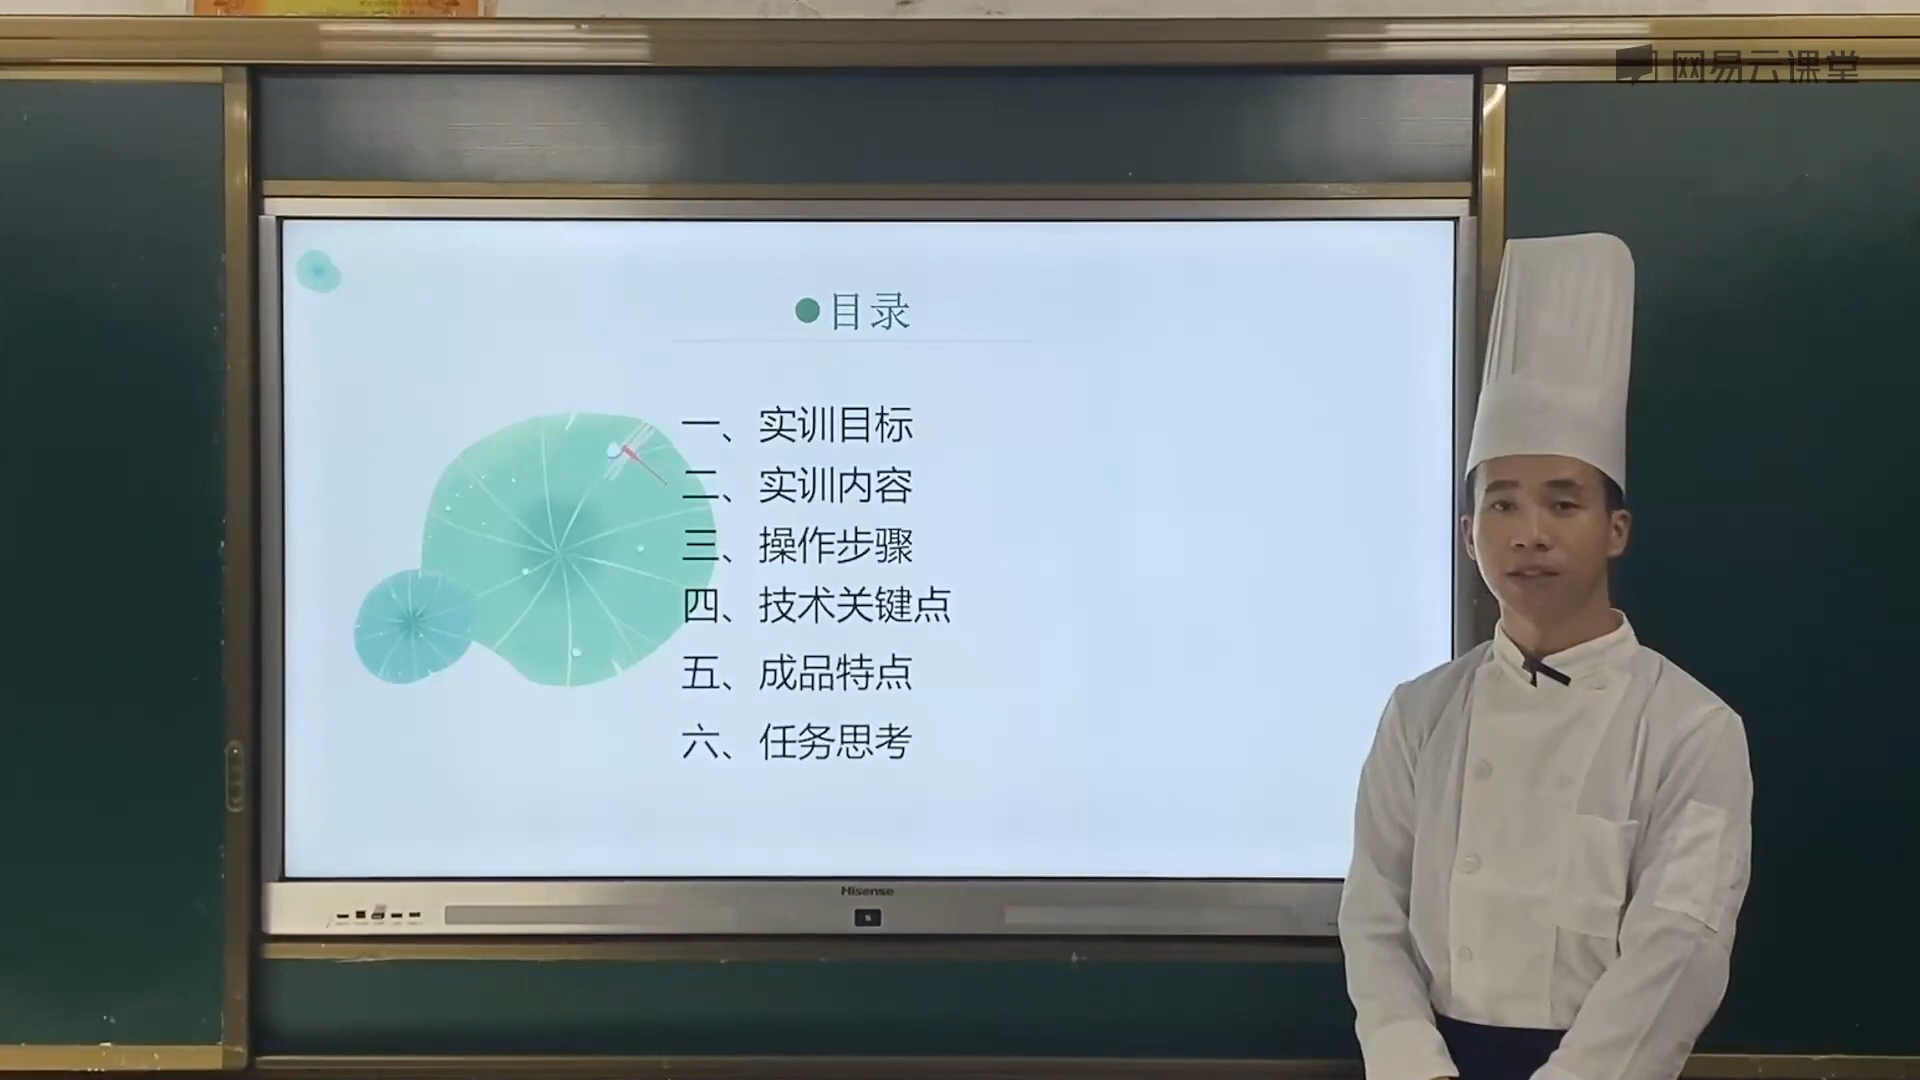 网易云课堂
目录
一、实训目标
二、实训内容
三、操作步骤
四、技术关键点
五、成品特点
六、任务思考
Hisense